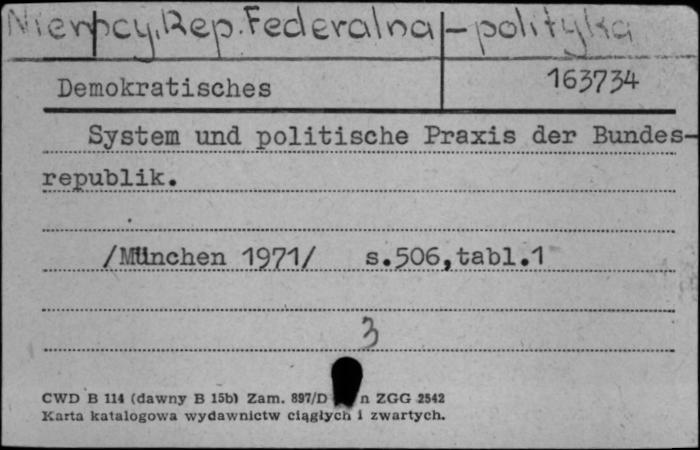 Niemcy, Rep. Federalna - polityka
Demokratisches 163734
System und politische Praxis der Bundes-
republik.
/München 1971/ s.506,tabl.1
3
CWD B 114 (dawny B 15b) Zam. 897/D n ZGG 2542
Karta katalogowa wydawnictw ciągłych i zwartych.